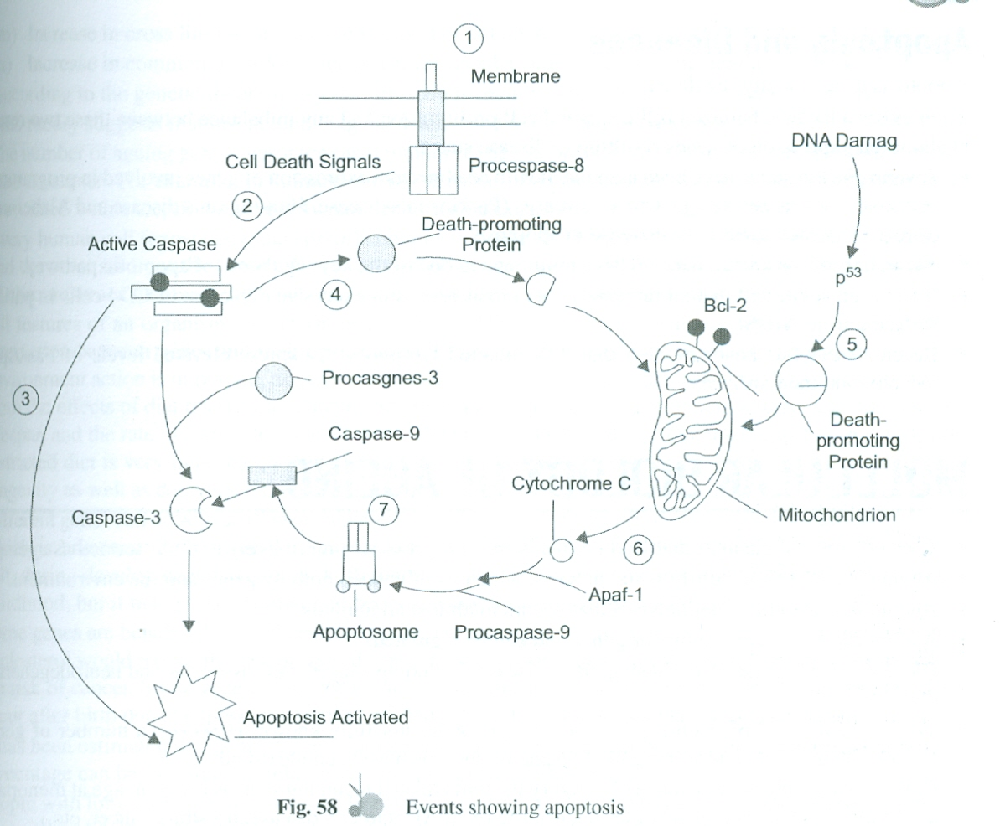 1
Membrane
DNA Darnag
Cell Death Signals
Procespase-8
2
Death-promoting
Protein
Active Caspase
4
p53
Bcl-2
5
Procasgnes-3
3
Caspase-9
Death-
promoting
Protein
Cytochrome C
Caspase-3
7
Mitochondrion
6
Apaf-1
Apoptosome
Procaspase-9
Apoptosis Activated
Fig. 58 Events showing apoptosis